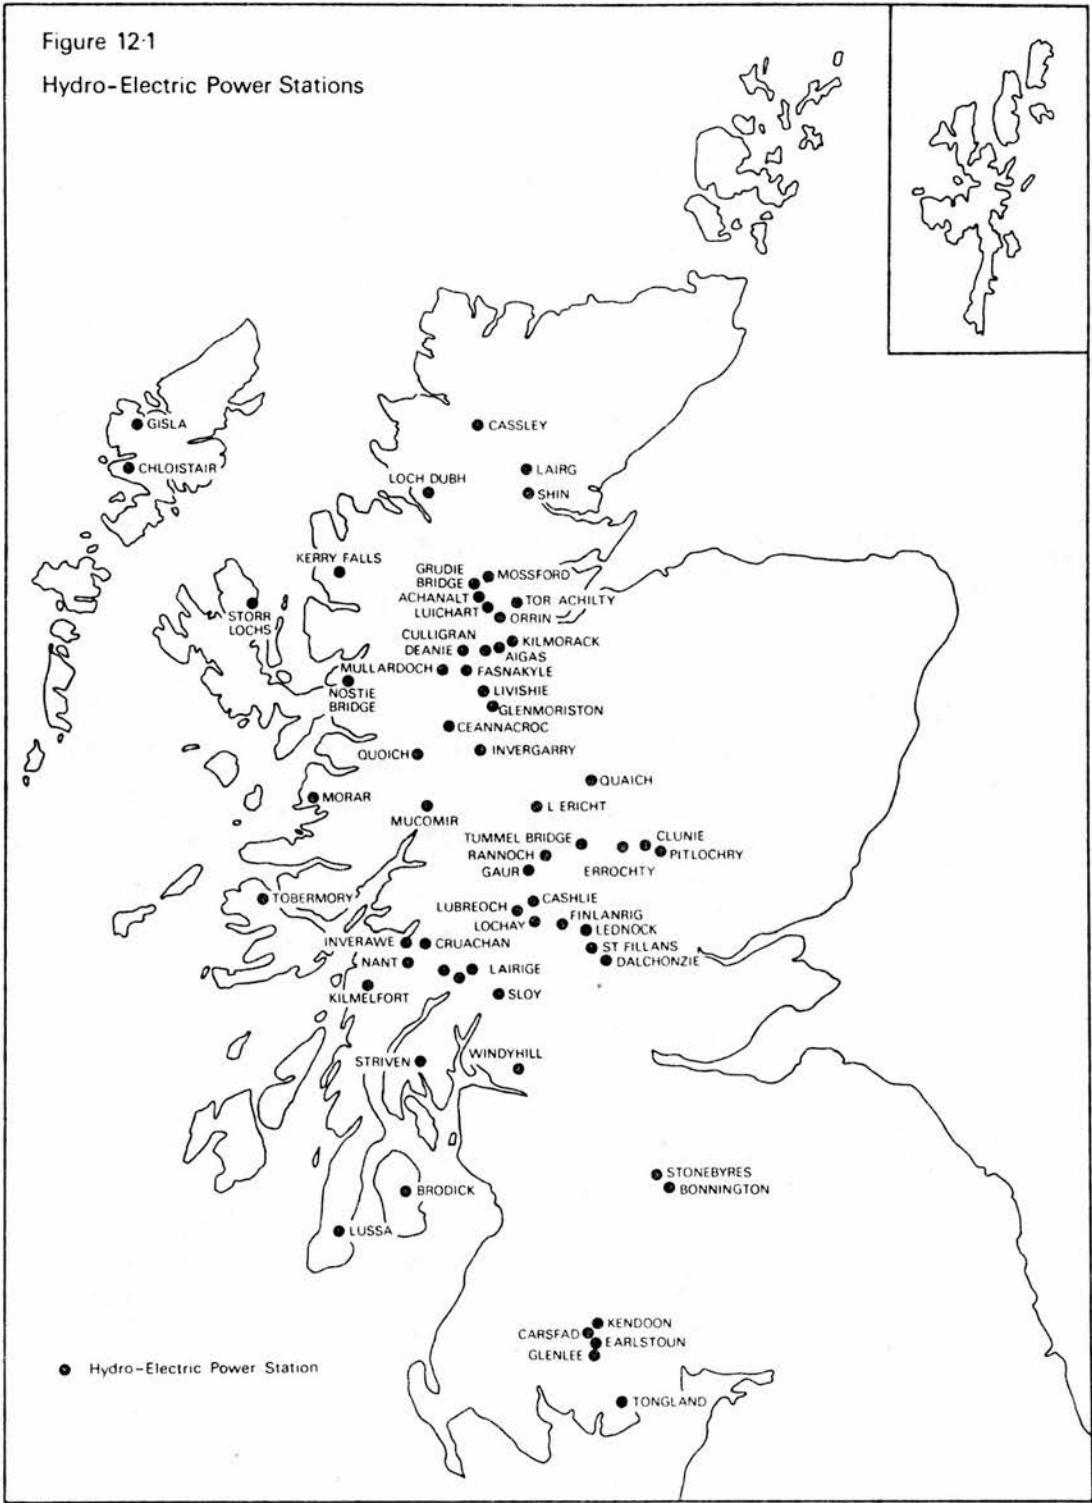 Figure 12·1
Hydro-Electric Power Stations
GISLA
CHLOISTAIR
CASSLEY
LAIRG
LOCH DUBH
SHIN
KERRY FALLS
GRUDIE
BRIDGE
MOSSFORD
ACHANALT
TOR ACHILTY
LUICHART
ORRIN
STORR
LOCHS
CULLIGRAN
KILMORACK
DEANIE
AIGAS
MULLARDOCH
FASNAKYLE
NOSTIE
BRIDGE
LIVISHIE
GLENMORISTON
CEANNACROC
QUOICH
INVERGARRY
QUAICH
MORAR
MUCOMIR
L ERICHT
TUMMEL BRIDGE
CLUNIE
RANNOCH
PITLOCHRY
GAUR
ERROCHTY
TOBERMORY
CASHLIE
LUBREOCH
FINLANRIG
LOCHAY
LEDNOCK
INVERAWE
CRUACHAN
ST FILLANS
NANT
LAIRIGE
DALCHONZIE
KILMELFORT
SLOY
STRIVEN
WINDYHILL
STONEBYRES
BONNINGTON
BRODICK
LUSSA
KENDOON
CARSFAD
EARLSTOUN
GLENLEE
Hydro-Electric Power Station
TONGLAND